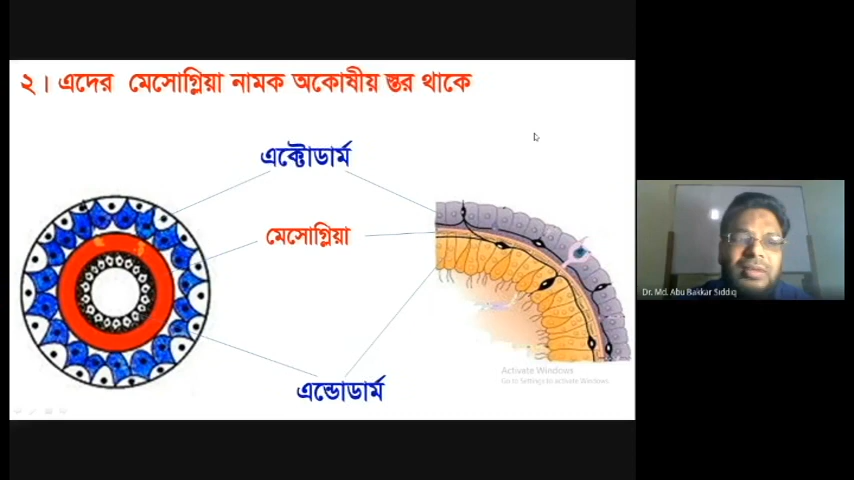 ২। এদের মেসোগ্লিয়া নামক অকোষীয় স্তর থাকে
এক্টোডার্ম
মেসোগ্লিয়া
এন্ডোডার্ম
Activate Windows
Go to Settings to activate Windows.
Dr. Md. Abu Bakkar Siddiq